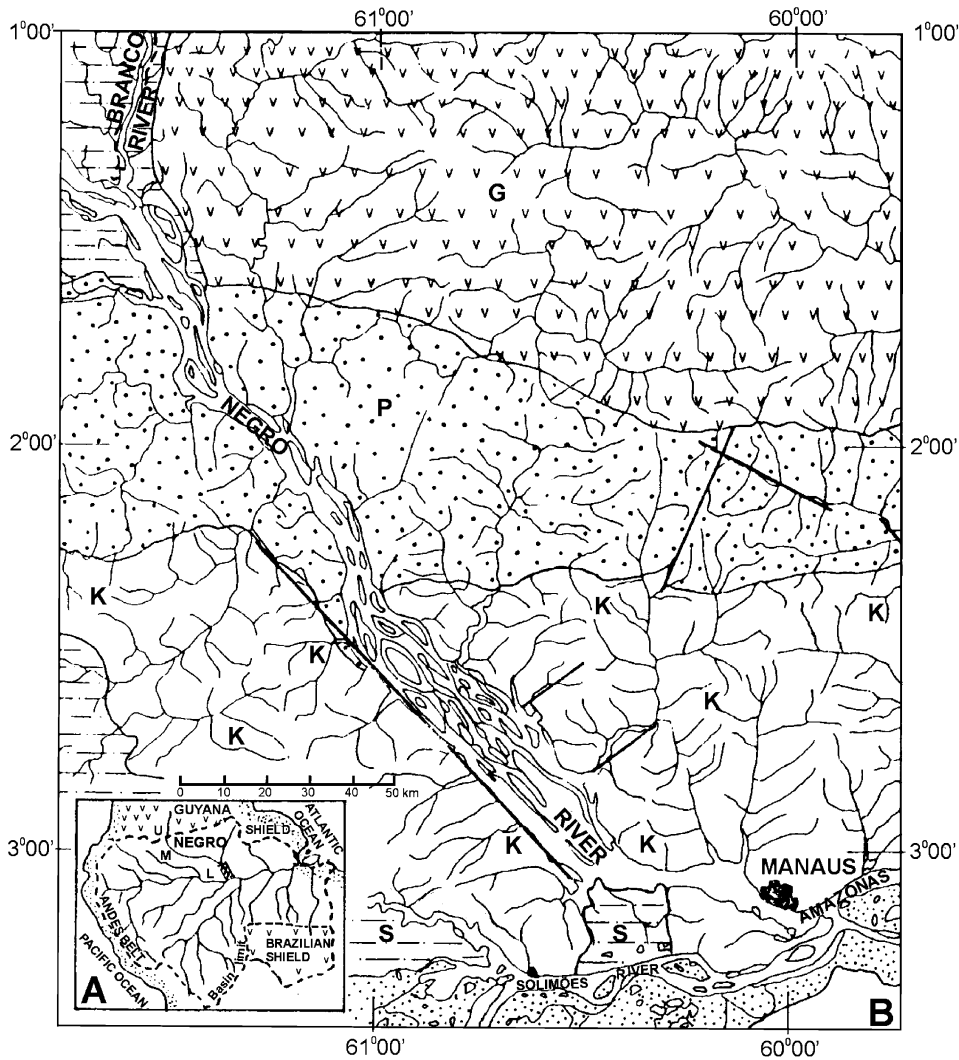 61°00'
60°00'
1°00'
1°00'
BRANCO
RIVER
G
P
NEGRO
2°00'
2°00'
K
K
K
K
K
K
0 10 20 30 40 50 km
RIVER
K
K
3°00'
3°00'
MANAUS
AMAZONAS
S
S
SOLIMÕES
RIVER
GUYANA
SHIELD
ATLANTIC
OCEAN
U
NEGRO
M
L
ANDES BELT
PACIFIC OCEAN
BRAZILIAN
SHIELD
Basin limit
A
B
61°00'
60°00'